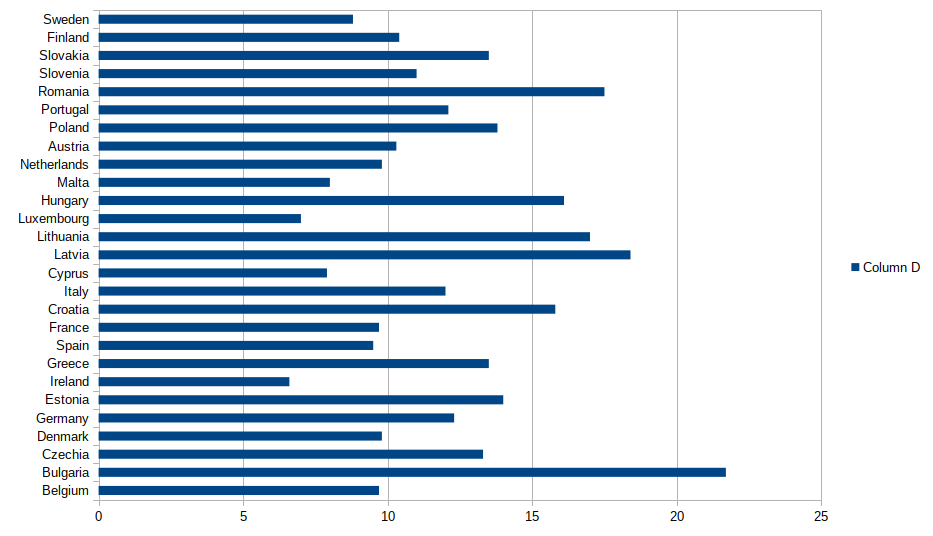 Sweden
Finland
Slovakia
Slovenia
Romania
Portugal
Poland
Austria
Netherlands
Malta
Hungary
Luxembourg
Lithuania
Latvia
Cyprus
Italy
Croatia
France
Spain
Greece
Ireland
Estonia
Germany
Denmark
Czechia
Bulgaria
Belgium
0 5 10 15 20 25
Column D